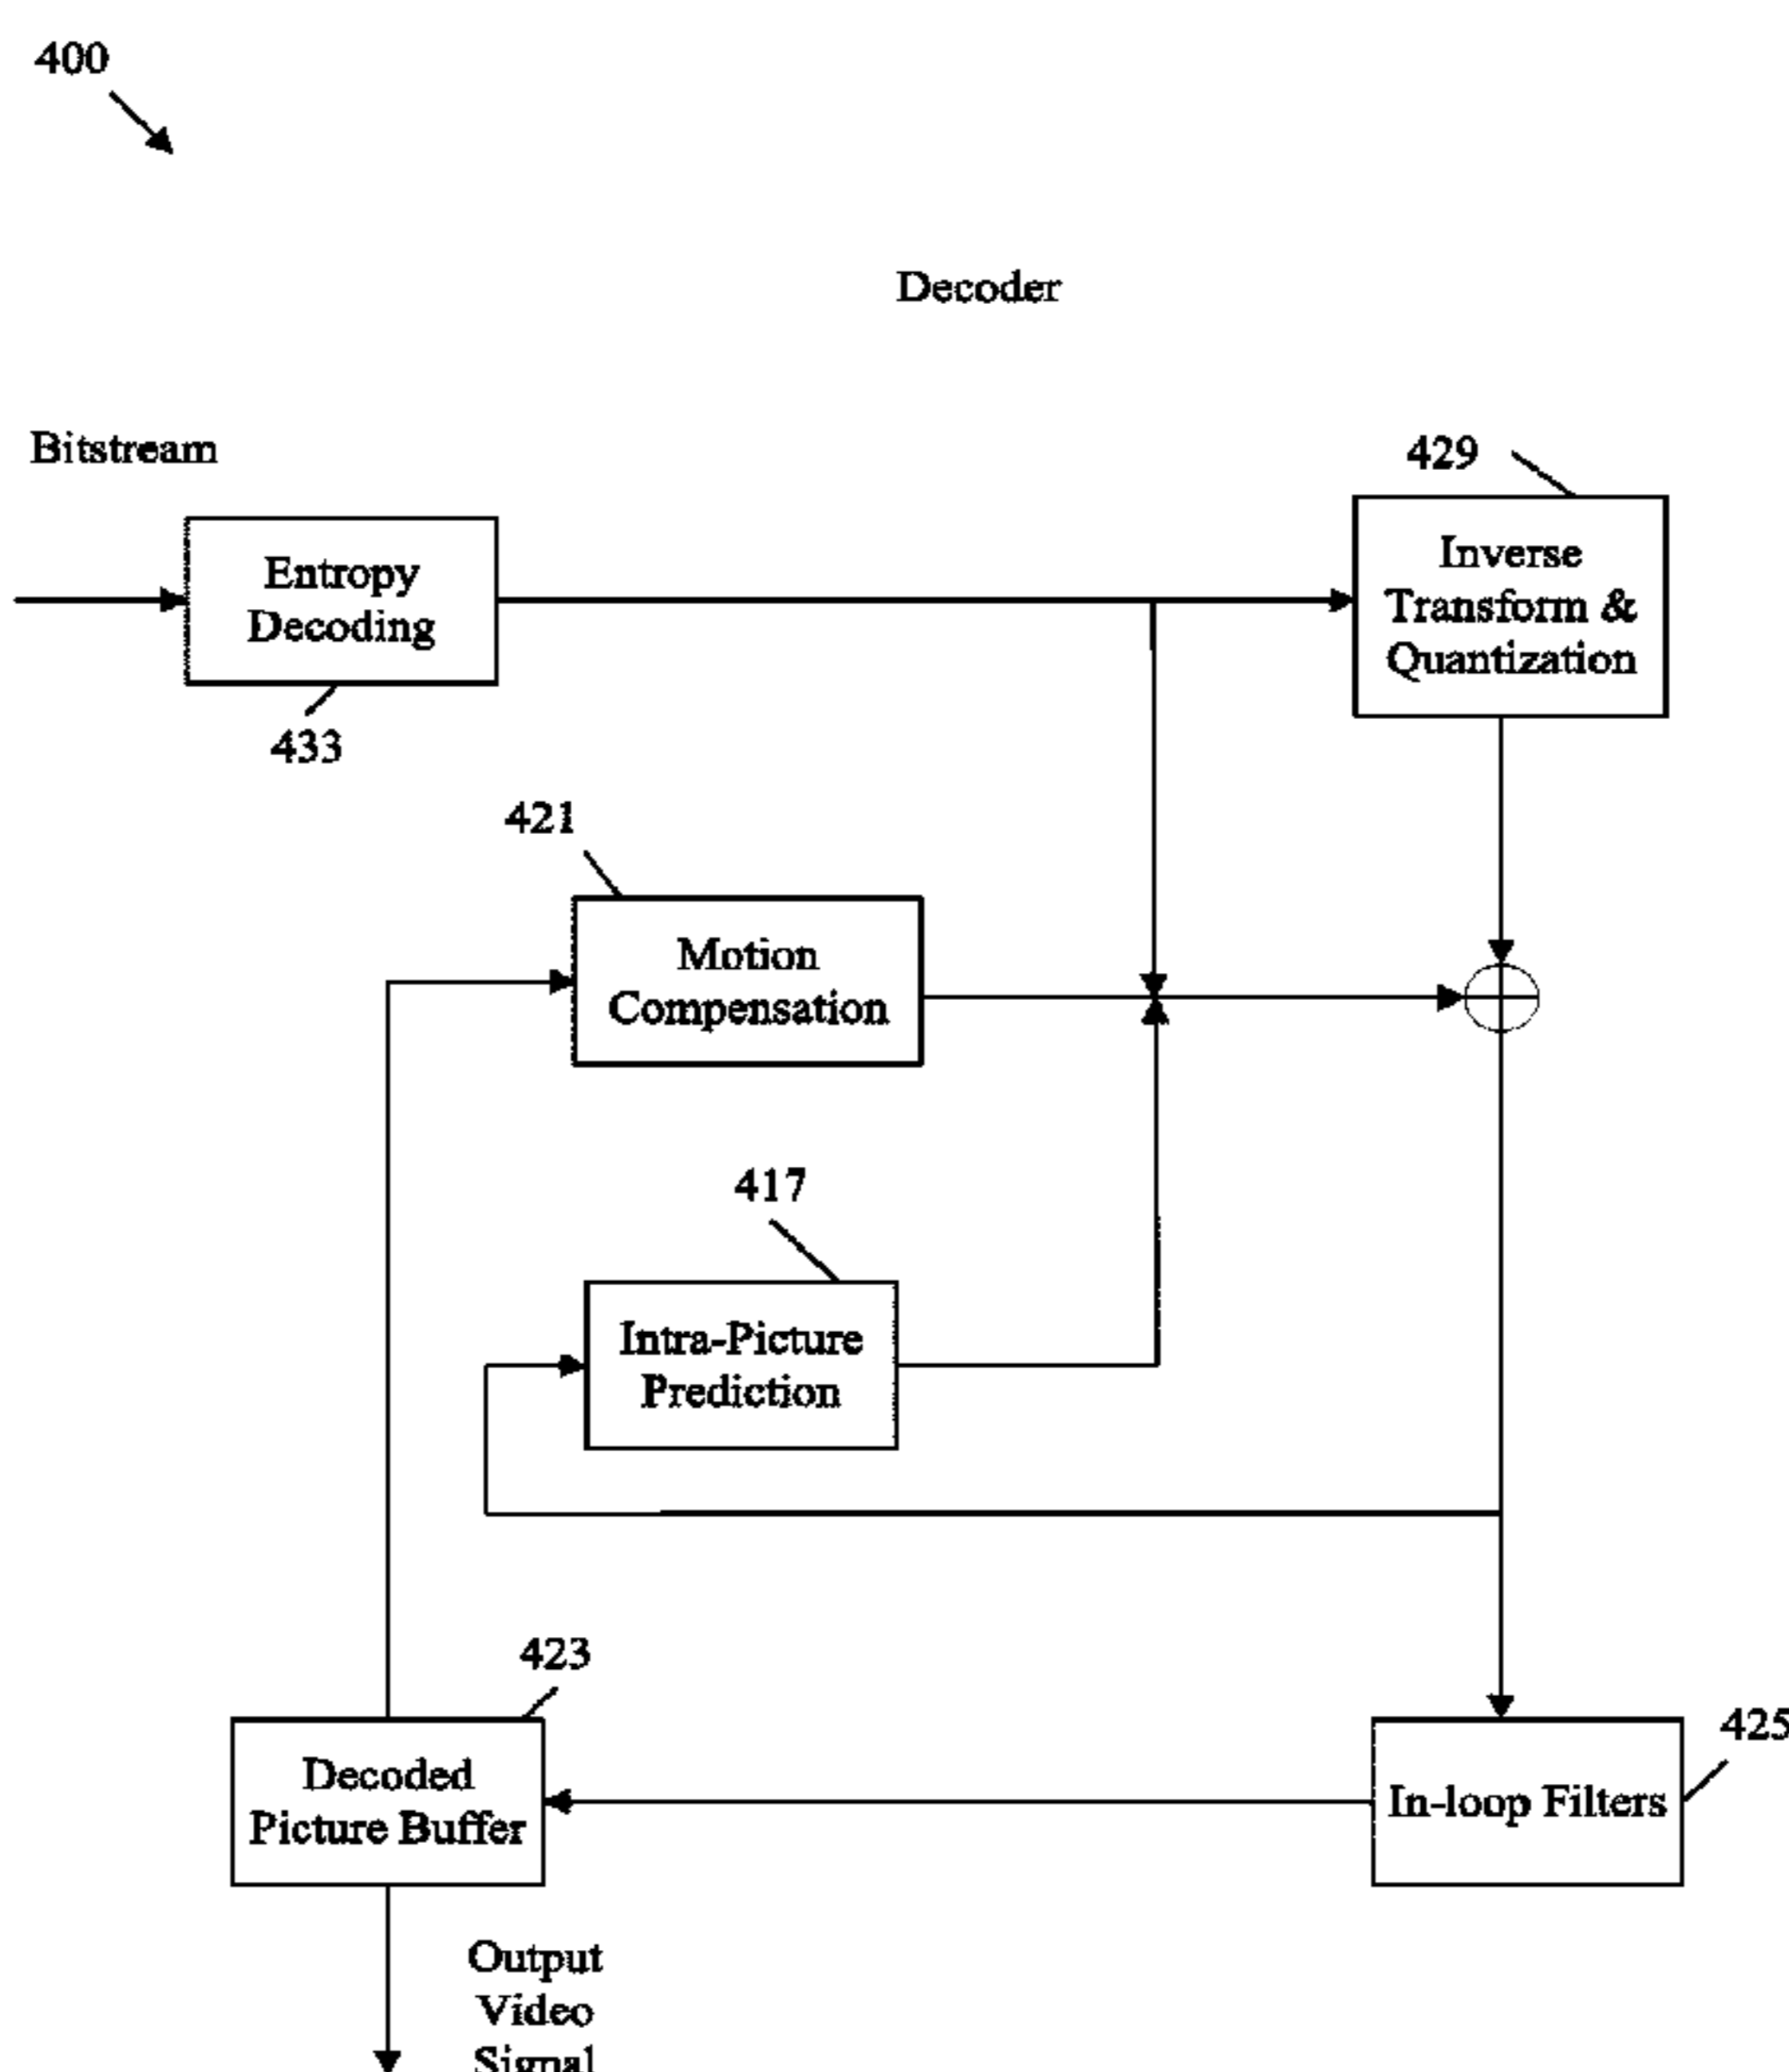 400
Decoder
Bitstream
429
Entropy
Decoding
Inverse
Transform &
Quantization
433
421
Motion
Compensation
417
Intra-Picture
Prediction
423
425
Decoded
Picture Buffer
In-loop Filters
Output
Video
Signal